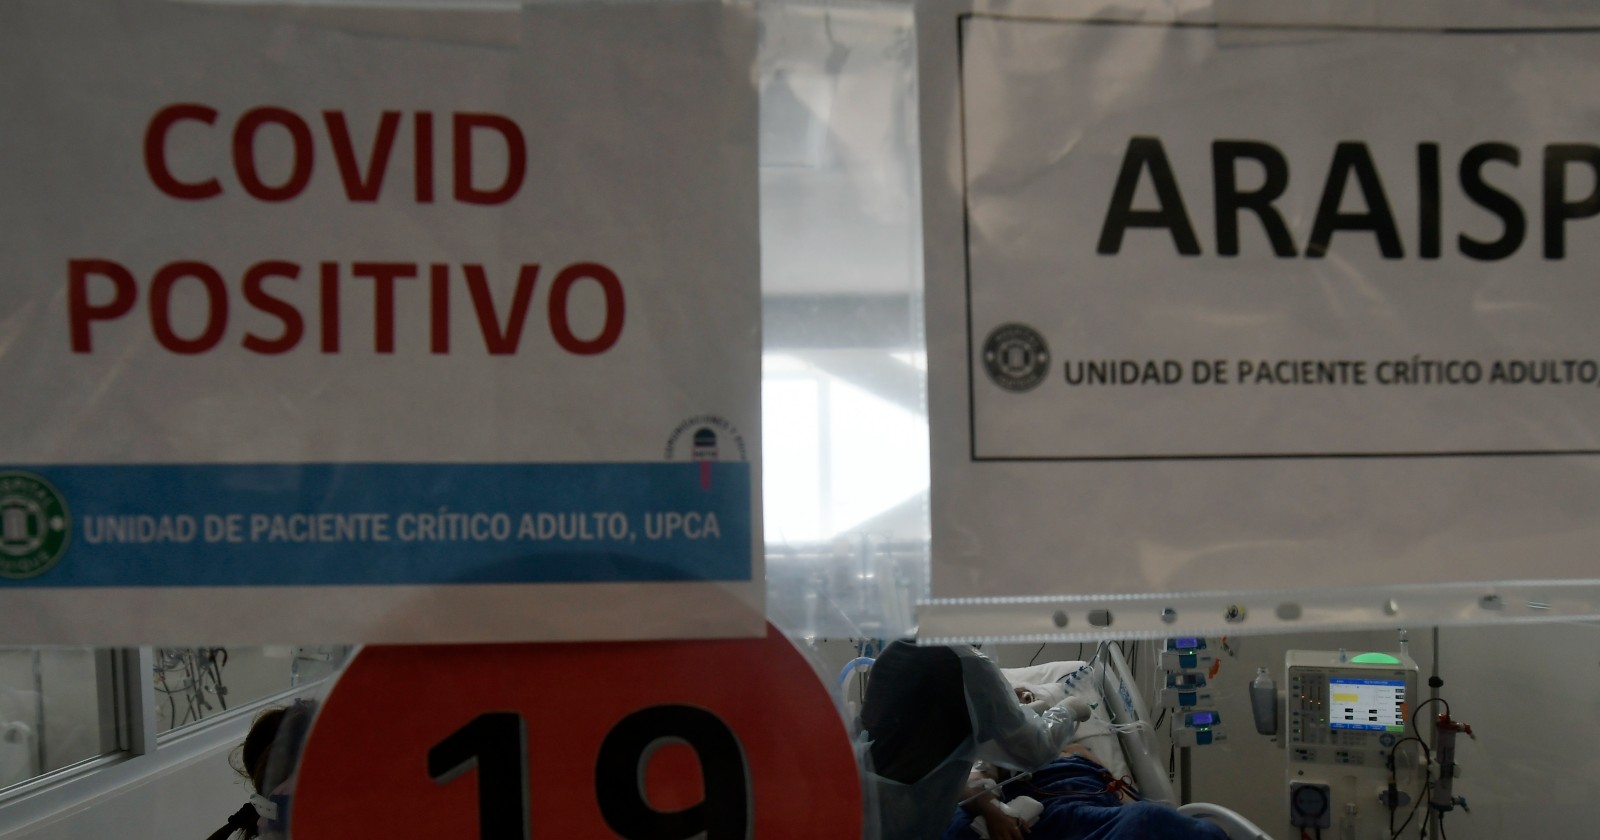 COVID
POSITIVO
UNIDAD DE PACIENTE CRÍTICO ADULTO, UPCA
19
ARAISP
UNIDAD DE PACIENTE CRÍTICO ADULTO,